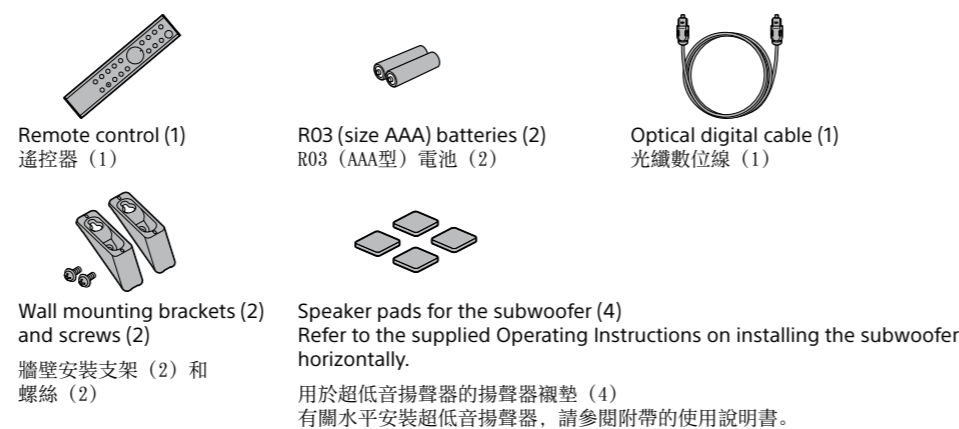 Remote control (1)
遙控器（1）
R03 (size AAA) batteries (2)
R03（AAA型）電池（2）
Optical digital cable (1)
光纖數位線（1）
Wall mounting brackets (2)
and screws (2)
牆壁安裝支架（2）和
螺絲（2）
Speaker pads for the subwoofer (4)
Refer to the supplied Operating Instructions on installing the subwoofer
horizontally.
用於超低音揚聲器的揚聲器襯墊（4）
有關水平安裝超低音揚聲器，請參閱附帶的使用說明書。